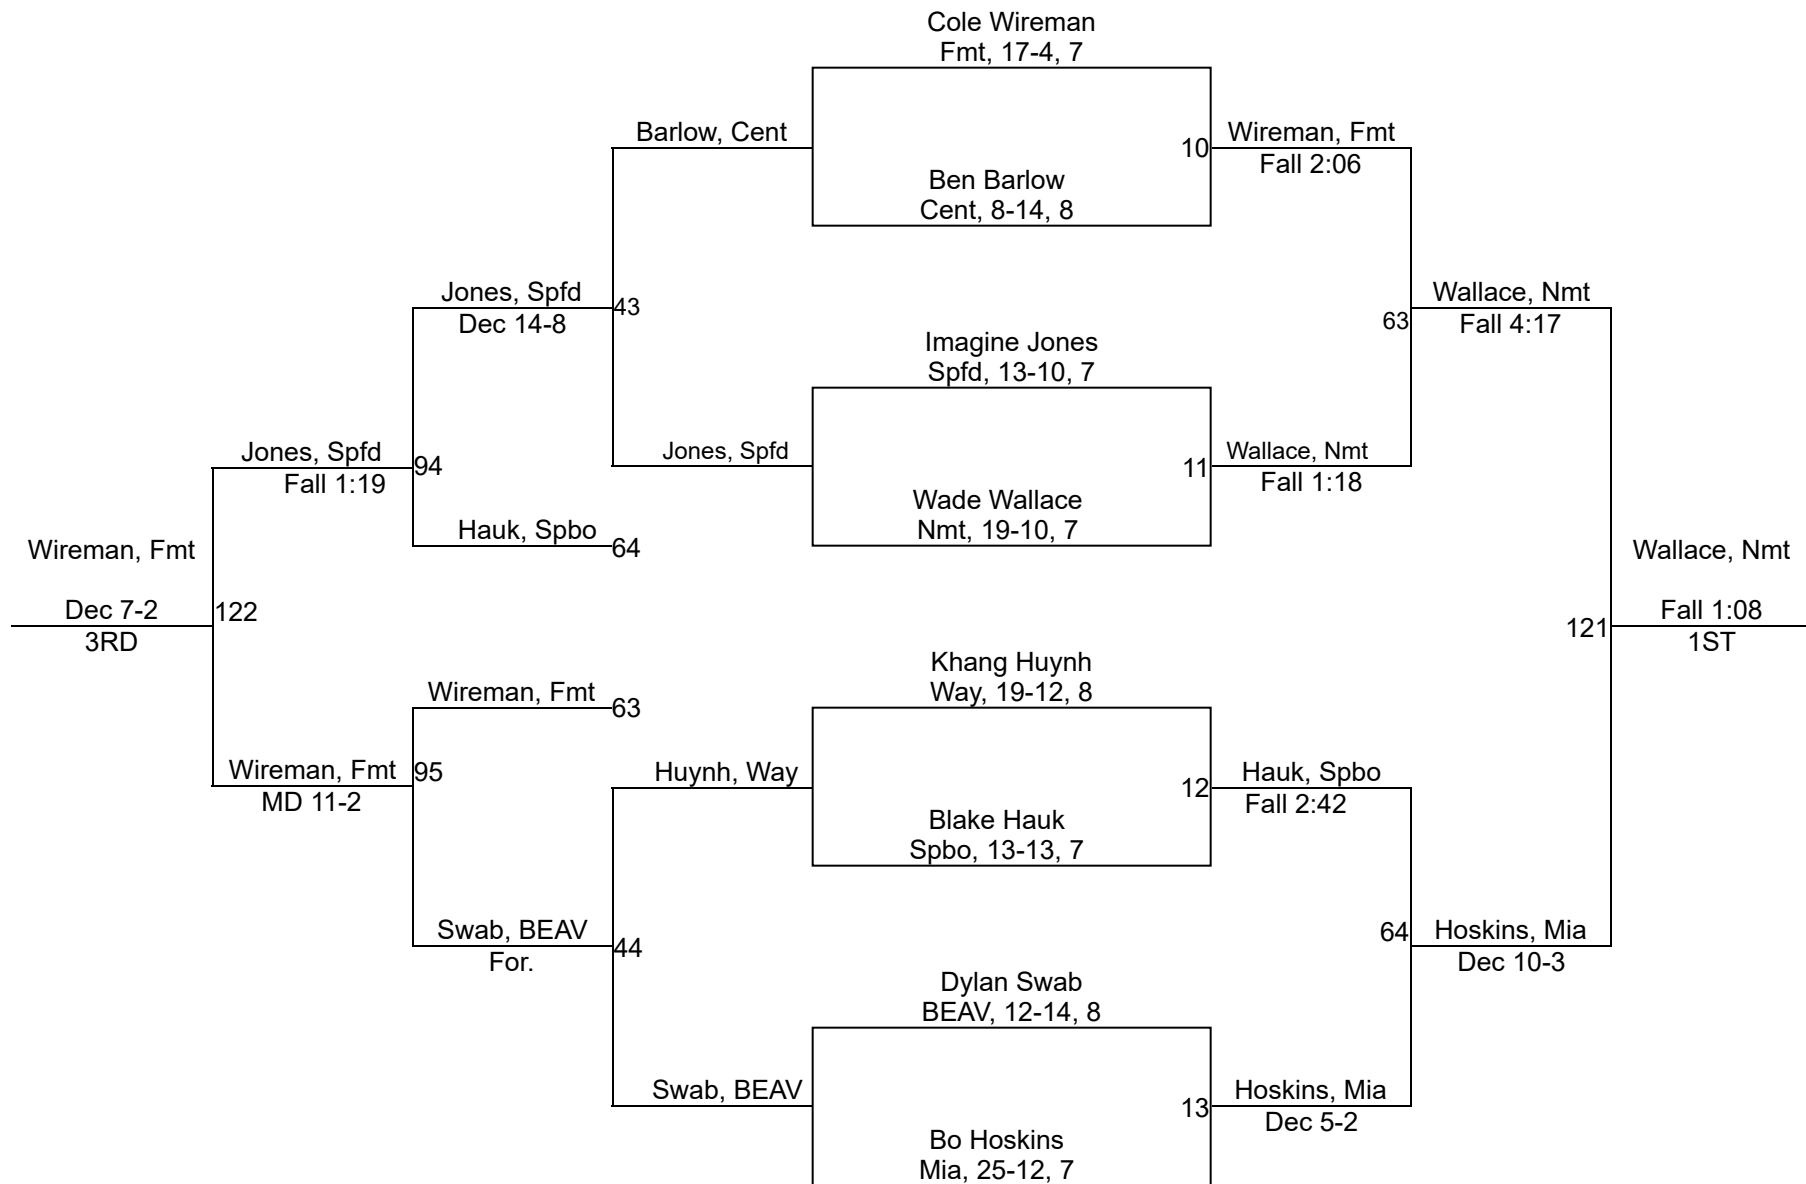 Cole Wireman
Fmt, 17-4, 7
Barlow, Cent
10
Wireman, Fmt
Fall 2:06
Ben Barlow
Cent, 8-14, 8
Jones, Spfd
Dec 14-8
43
Wallace, Nmt
Fall 4:17
63
Imagine Jones
Spfd, 13-10, 7
Jones, Spfd
Fall 1:19
94
Jones, Spfd
11
Wallace, Nmt
Fall 1:18
Wade Wallace
Nmt, 19-10, 7
Hauk, Spbo
64
Wireman, Fmt
Dec 7-2
3RD
122
Wallace, Nmt
Fall 1:08
1ST
121
Khang Huynh
Way, 19-12, 8
Wireman, Fmt
63
Wireman, Fmt
MD 11-2
95
Huynh, Way
12
Hauk, Spbo
Fall 2:42
Blake Hauk
Spbo, 13-13, 7
Swab, BEAV
For.
44
64
Hoskins, Mia
Dec 10-3
Dylan Swab
BEAV, 12-14, 8
Swab, BEAV
13
Hoskins, Mia
Dec 5-2
Bo Hoskins
Mia, 25-12, 7